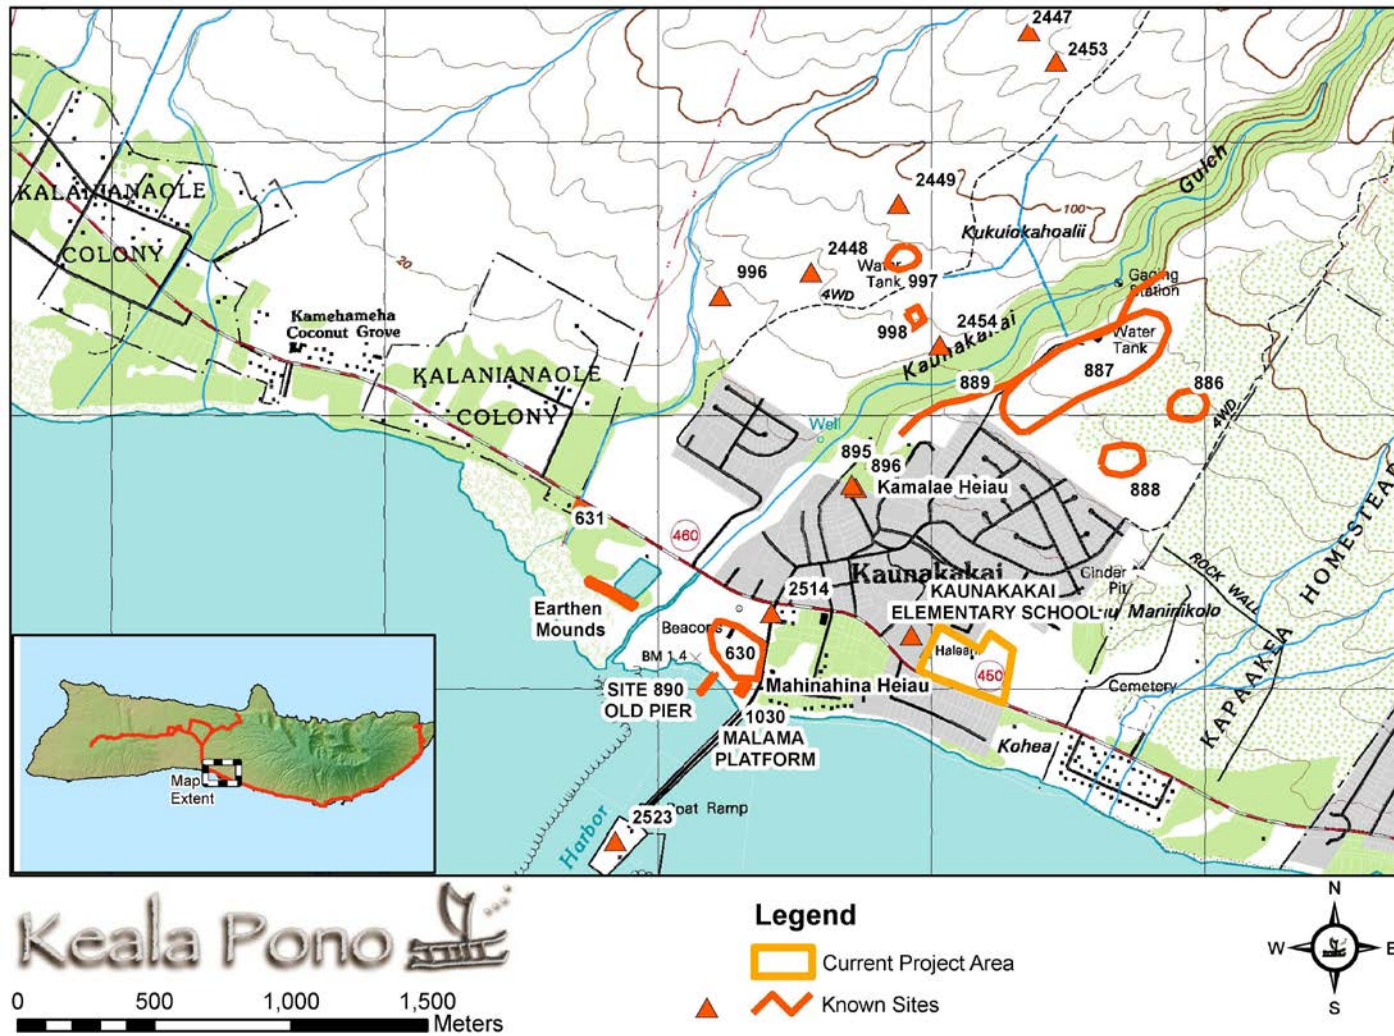 2447
2453
KALANIANAOLE
COLONY
2449
100
Kukuiokahoalii
Gulch
20
2448
996
Water
Tank
997
4WD
Gaging
Station
998
2454
Kaunakakai
Water
Tank
887
889
886
4WD
888
Kamehameha
Coconut Grove
KALANIANAOLE
COLONY
Well
895
896
Kamalae Heiau
631
460
Kaunakakai
Cinder
Pit
ROCK WALL
HOMESTEAD
KAPAAKEA
2514
KAUNAKAKAI
ELEMENTARY SCHOOL
Maninikolo
Earthen
Mounds
Beacons
BM 1.4
630
450
Cemetery
SITE 890
OLD PIER
Mahinahina Heiau
1030
MALAMA
PLATFORM
Kohea
2523
Boat Ramp
Harbor
Map
Extent
Keala Pono
0 500 1,000 1,500
Meters
Legend
Current Project Area
Known Sites
N
W E
S